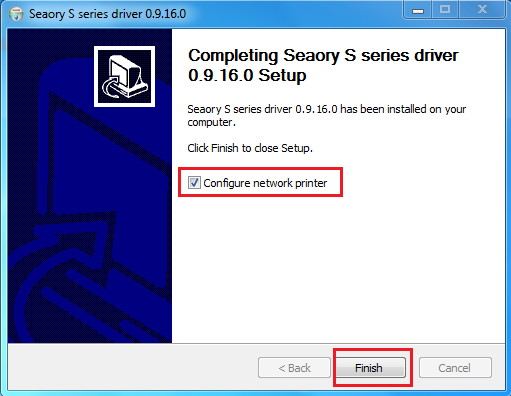 Seaory S series driver 0.9.16.0
Completing Seaory S series driver
0.9.16.0 Setup
Seaory S series driver 0.9.16.0 has been installed on your
computer.
Click Finish to close Setup.
Configure network printer
< Back Finish Cancel